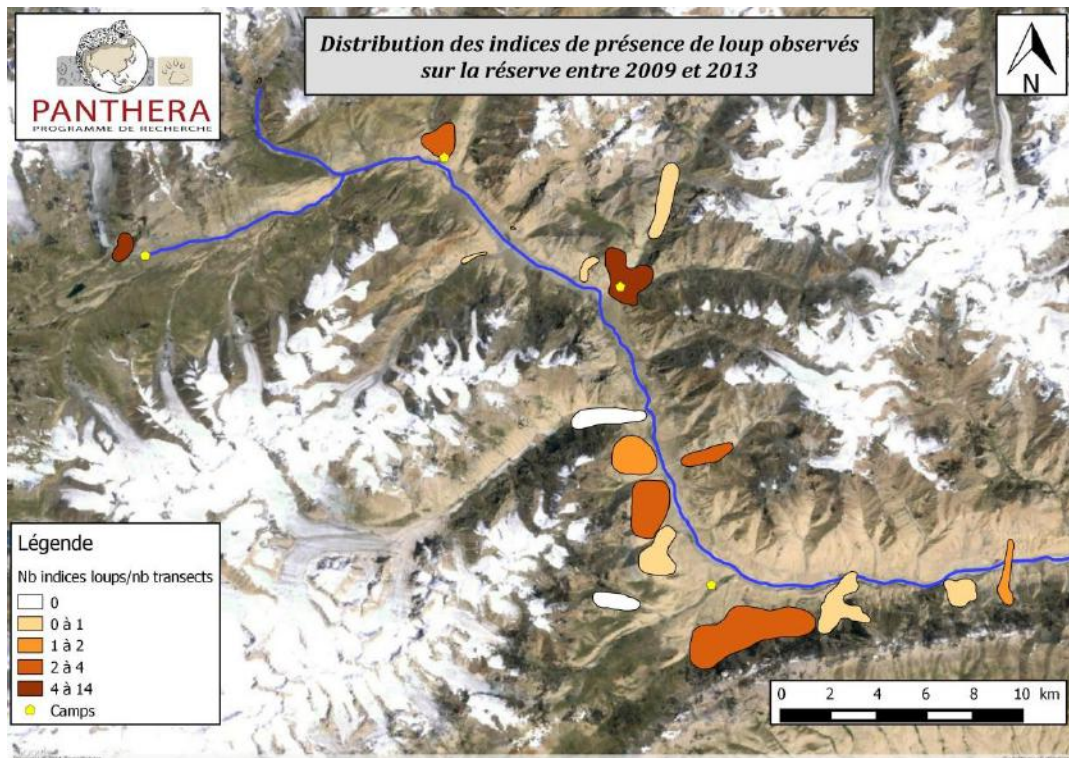 PANTHERA
PROGRAMME DE RECHERCHE
Distribution des indices de présence de loup observés
sur la réserve entre 2009 et 2013
N
Légende
Nb indices loups/nb transects
0
0 à 1
1 à 2
2 à 4
4 à 14
Camps
0 2 4 6 8 10 km